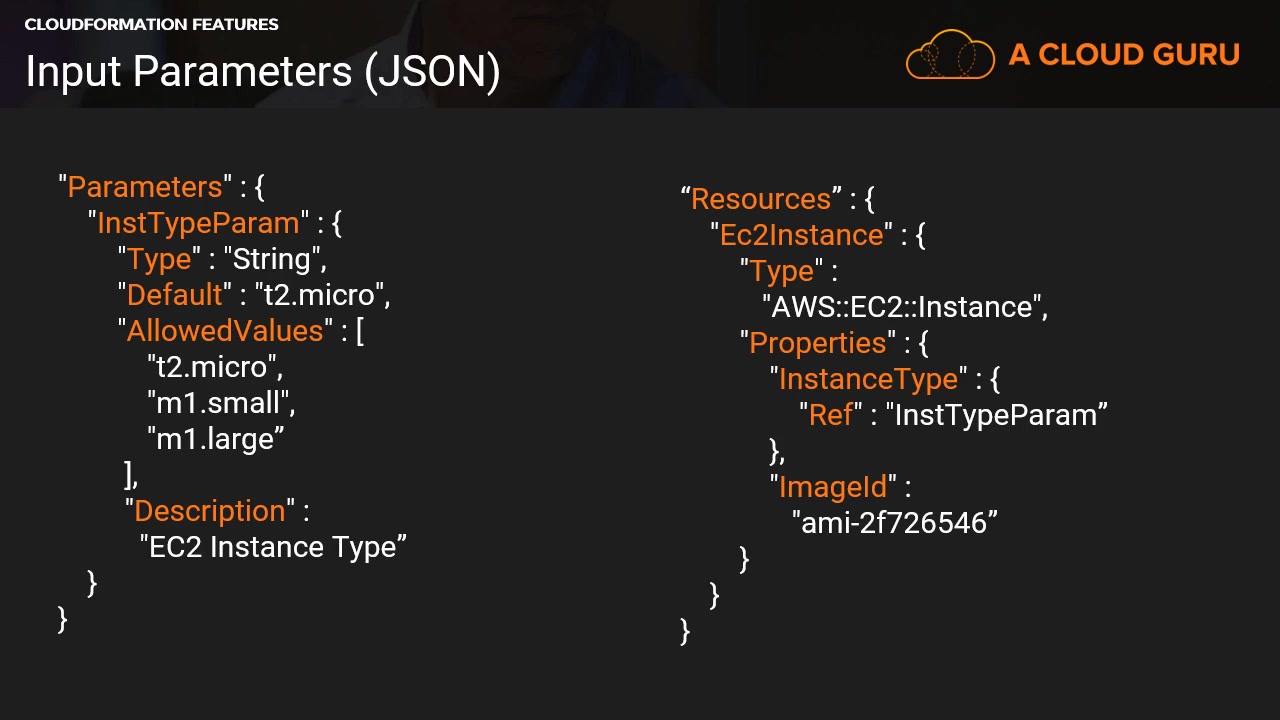 CLOUDFORMATION FEATURES
Input Parameters (JSON)
A CLOUD GURU
"Parameters" : {
"InstTypeParam" : {
"Type" : "String",
"Default" : "t2.micro",
"AllowedValues" : [
"t2.micro",
"m1.small",
"m1.large”
],
"Description" :
"EC2 Instance Type”
}
}
“Resources” : {
"Ec2Instance" : {
"Type" :
"AWS::EC2::Instance",
"Properties" : {
"InstanceType" : {
"Ref" : "InstTypeParam”
},
"ImageId" :
"ami-2f726546”
}
}
}